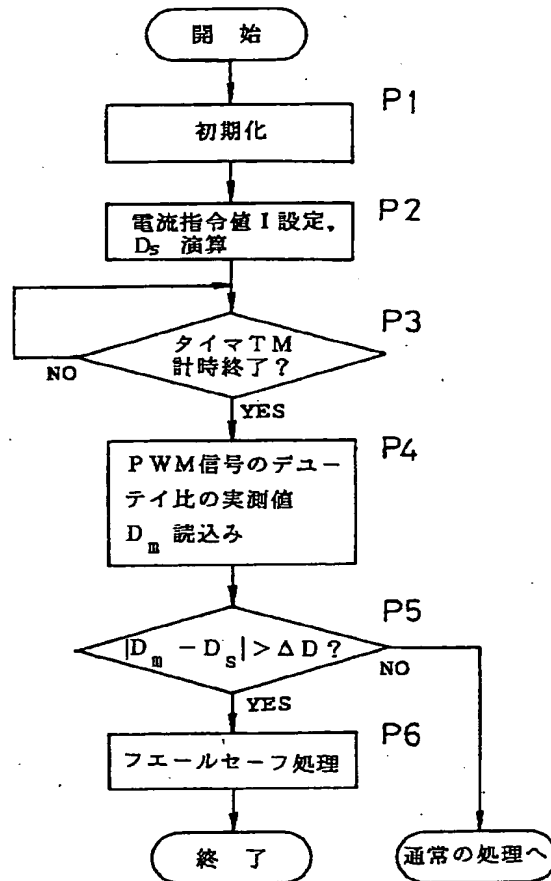 開 始
P1
初期化
P2
電流指令値 I 設定,
Ds 演算
P3
タイマTM
計時終了?
NO
YES
P4
PWM信号のデュー
テイ比の実測値
Dm 読込み
P5
|Dm - Ds| > ΔD?
NO
YES
P6
フエールセーフ処理
終 了
通常の処理へ